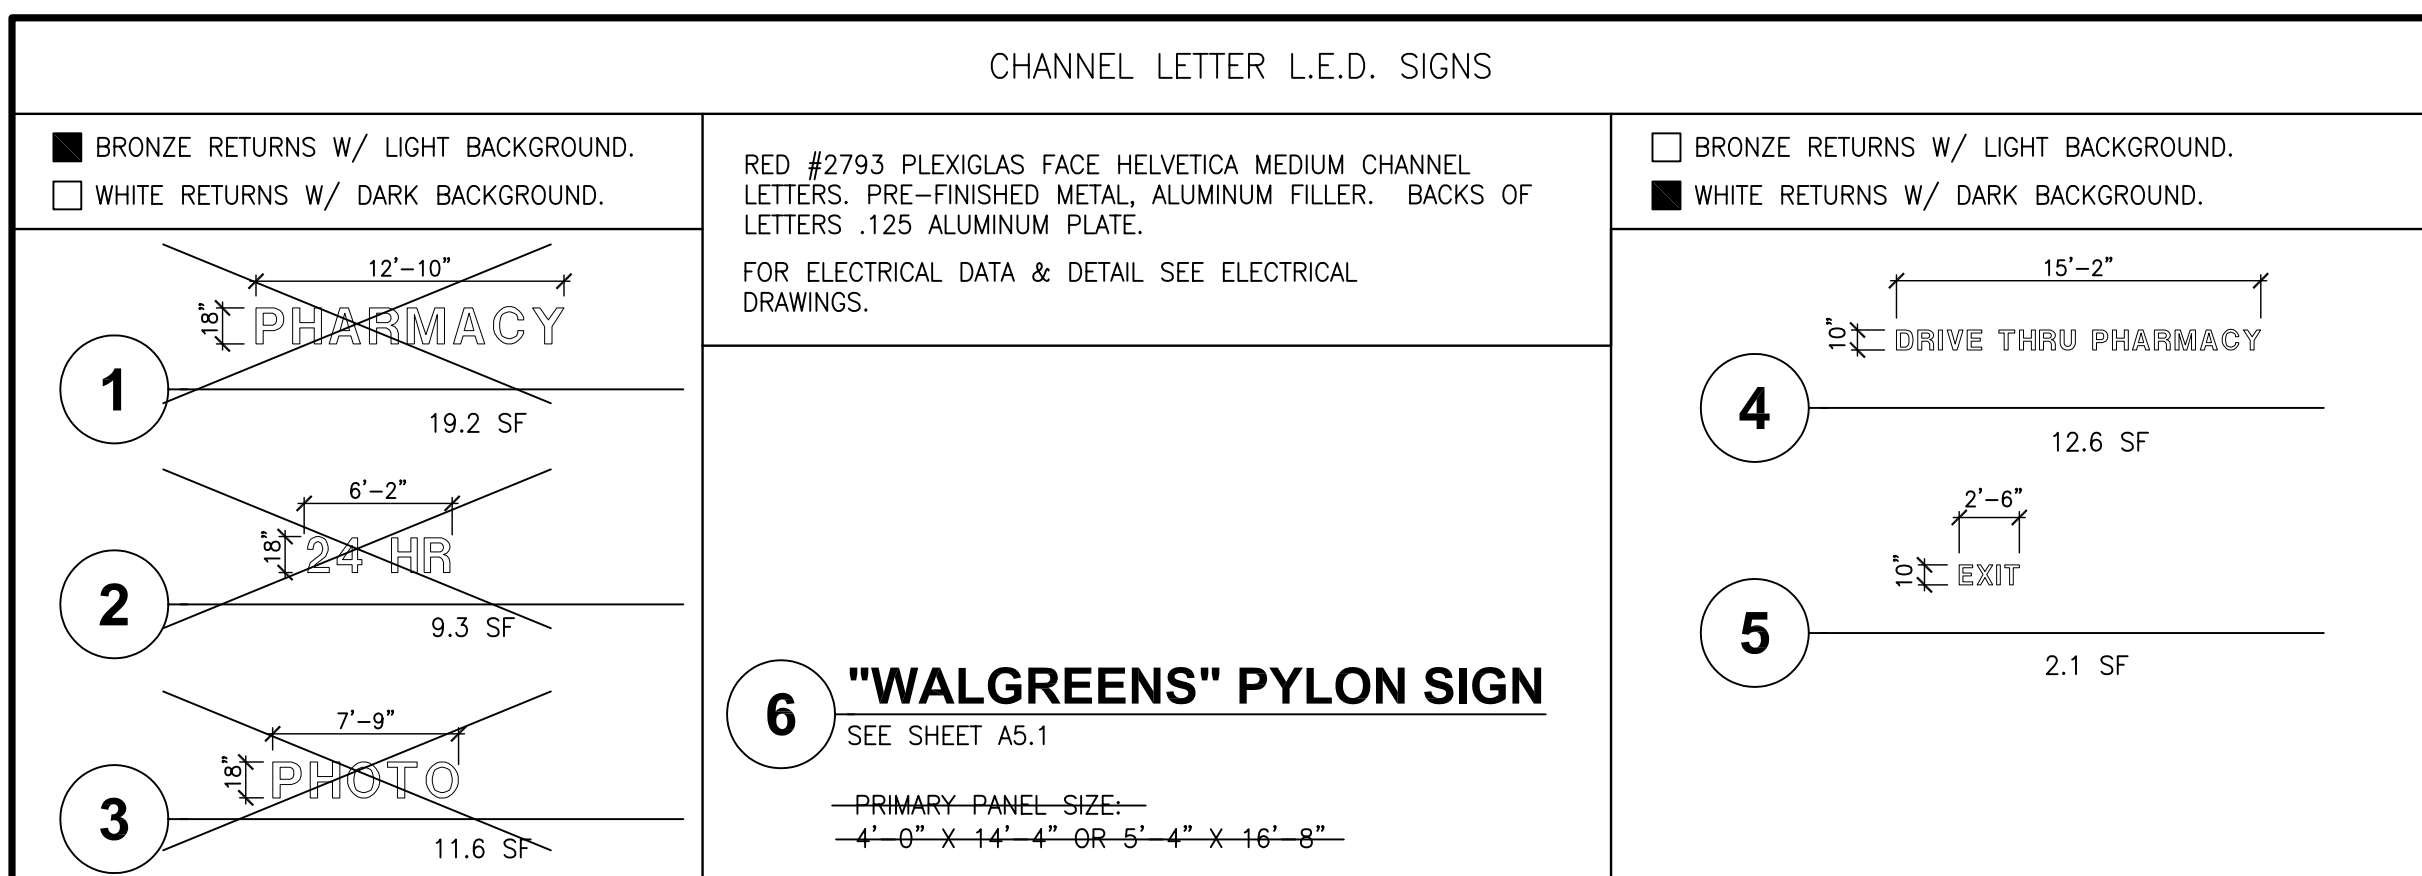 CHANNEL LETTER L.E.D. SIGNS
BRONZE RETURNS W/ LIGHT BACKGROUND.
WHITE RETURNS W/ DARK BACKGROUND.
12'-10"
18"
PHARMACY
1
19.2 SF
6'-2"
18"
24 HR
2
9.3 SF
7'-9"
18"
PHOTO
3
11.6 SF
RED #2793 PLEXIGLAS FACE HELVETICA MEDIUM CHANNEL
LETTERS. PRE-FINISHED METAL, ALUMINUM FILLER. BACKS OF
LETTERS .125 ALUMINUM PLATE.
FOR ELECTRICAL DATA & DETAIL SEE ELECTRICAL
DRAWINGS.
6
"WALGREENS" PYLON SIGN
SEE SHEET A5.1
PRIMARY PANEL SIZE:
4'-0" X 14'-4" OR 5'-4" X 16'-8"
BRONZE RETURNS W/ LIGHT BACKGROUND.
WHITE RETURNS W/ DARK BACKGROUND.
15'-2"
10"
DRIVE THRU PHARMACY
4
12.6 SF
2'-6"
10"
EXIT
5
2.1 SF